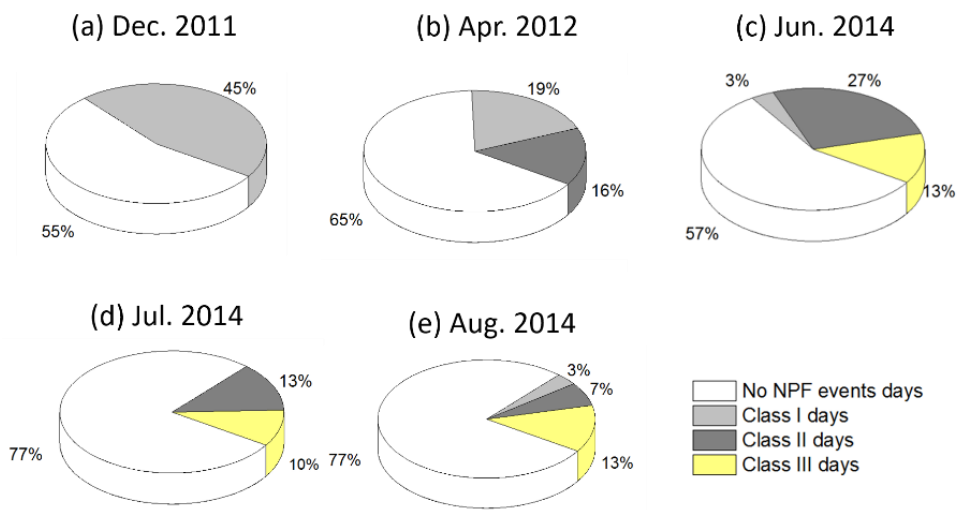 (a) Dec. 2011
45%
55%
(b) Apr. 2012
19%
16%
65%
(c) Jun. 2014
3%
27%
13%
57%
(d) Jul. 2014
13%
10%
77%
(e) Aug. 2014
3%
7%
13%
77%
No NPF events days
Class I days
Class II days
Class III days